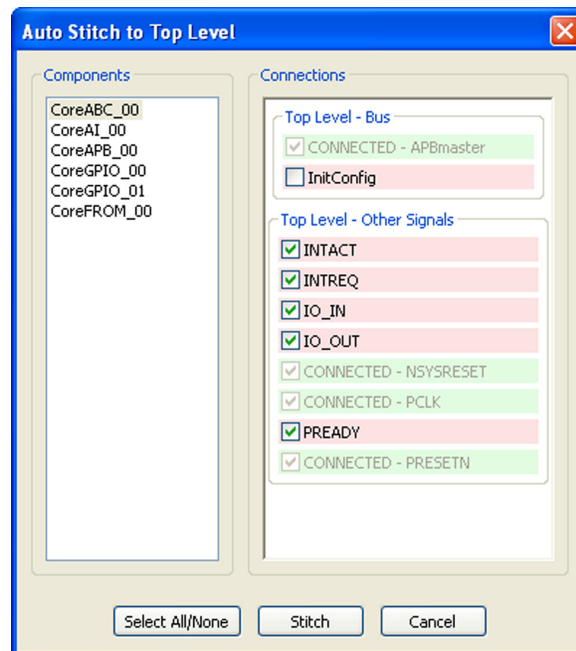 Auto Stitch to Top Level
Components
CoreABC_00
CoreAI_00
CoreAPB_00
CoreGPIO_00
CoreGPIO_01
CoreFROM_00
Connections
Top Level - Bus
CONNECTED - APBmaster
InitConfig
Top Level - Other Signals
INTACT
INTREQ
IO_IN
IO_OUT
CONNECTED - NSYSRESET
CONNECTED - PCLK
PREADY
CONNECTED - PRESETN
Select All/None
Stitch
Cancel